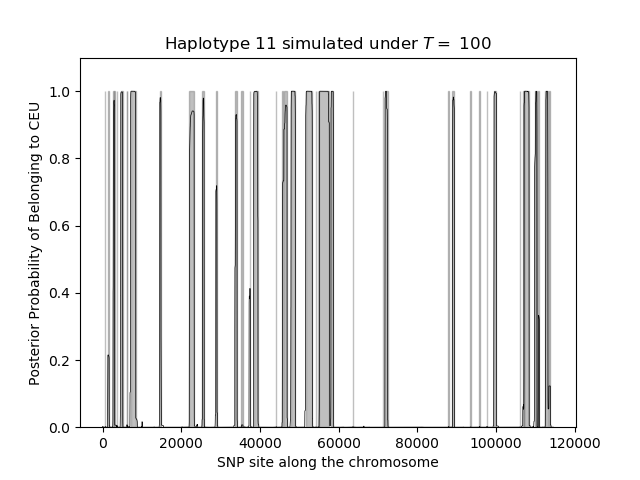 Haplotype 11 simulated under T = 100
Posterior Probability of Belonging to CEU
1.0
0.8
0.6
0.4
0.2
0.0
0 20000 40000 60000 80000 100000 120000
SNP site along the chromosome